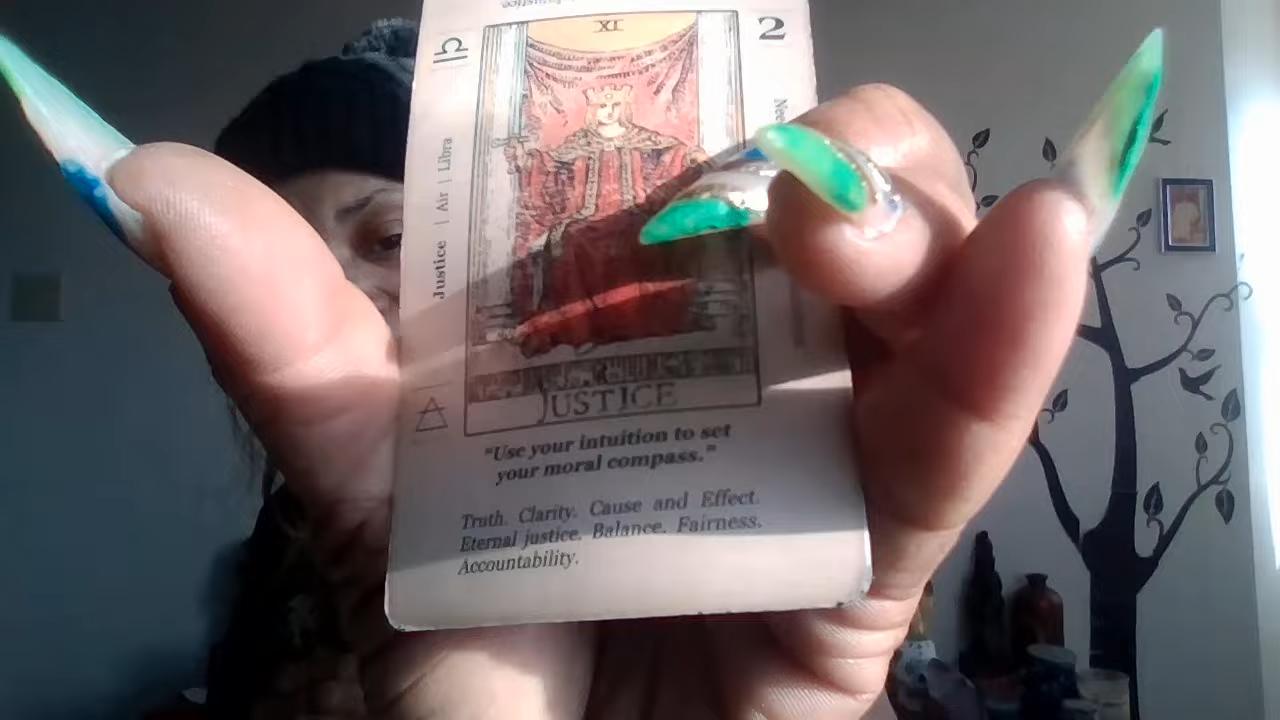 XI
2
Justice | Air | Libra
JUSTICE
"Use your intuition to set
your moral compass."
Truth. Clarity. Cause and Effect.
Eternal justice. Balance. Fairness.
Accountability.